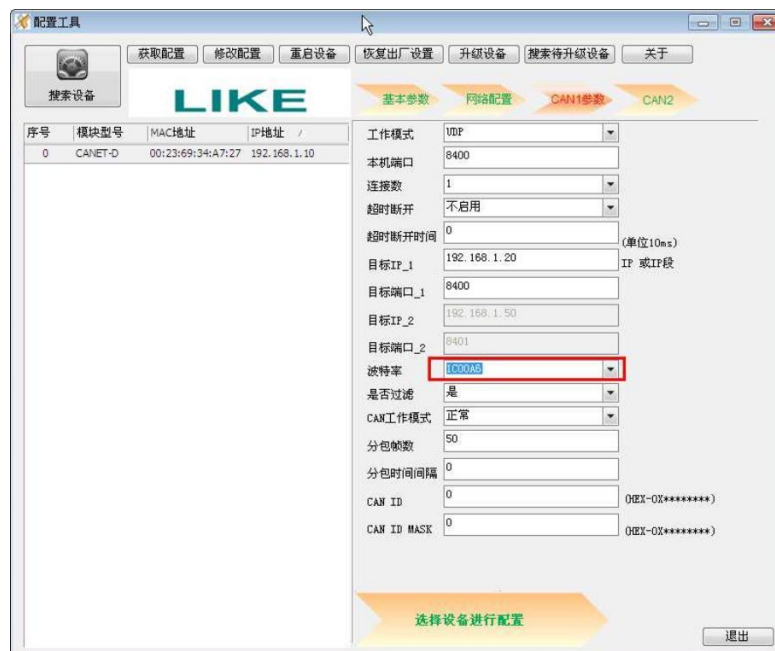 配置工具
获取配置 修改配置 重启设备 恢复出厂设置 升级设备 搜索待升级设备 关于
搜索设备
LIKE
基本参数 网络配置 CAN1参数 CAN2
序号 模块型号 MAC地址 IP地址 /
0 CANET-D 00:23:69:34:A7:27 192.168.1.10
工作模式 UDP
本机端口 8400
连接数 1
超时断开 不启用
超时断开时间 0 (单位10ms)
目标IP_1 192.168.1.20 IP 或IP段
目标端口_1 8400
目标IP_2 192.168.1.50
目标端口_2 8401
波特率 1C00A6
是否过滤 是
CAN工作模式 正常
分包帧数 50
分包时间间隔 0
CAN ID 0 (HEX-0X********)
CAN ID MASK 0 (HEX-0X********)
选择设备进行配置
退出